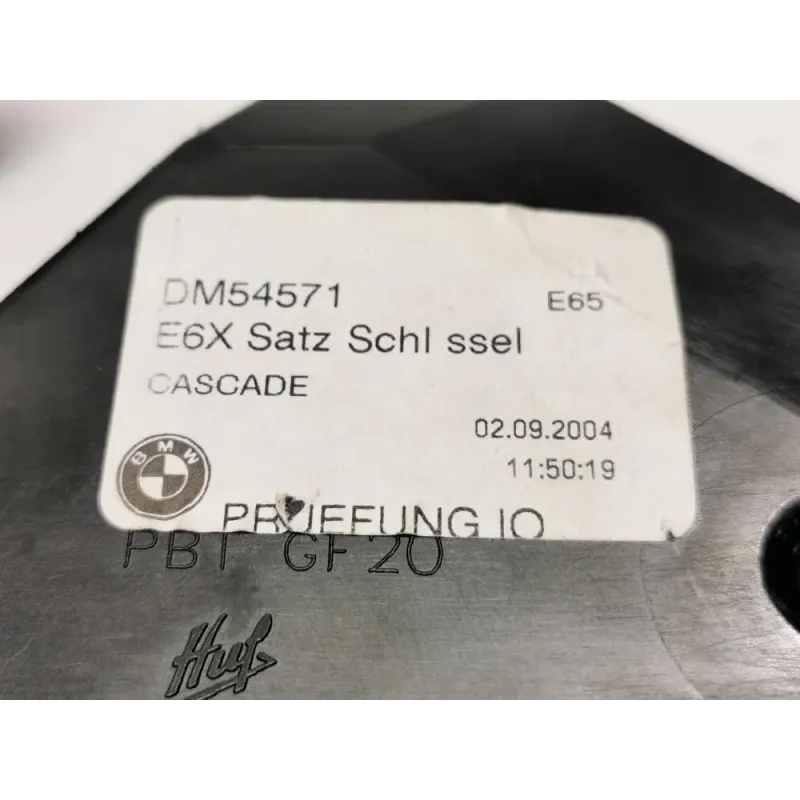 DM54571 E65
E6X Satz Schl ssel
CASCADE
02.09.2004
11:50:19
BMW
PRUEFUNG IO
PBT GF20
Huf